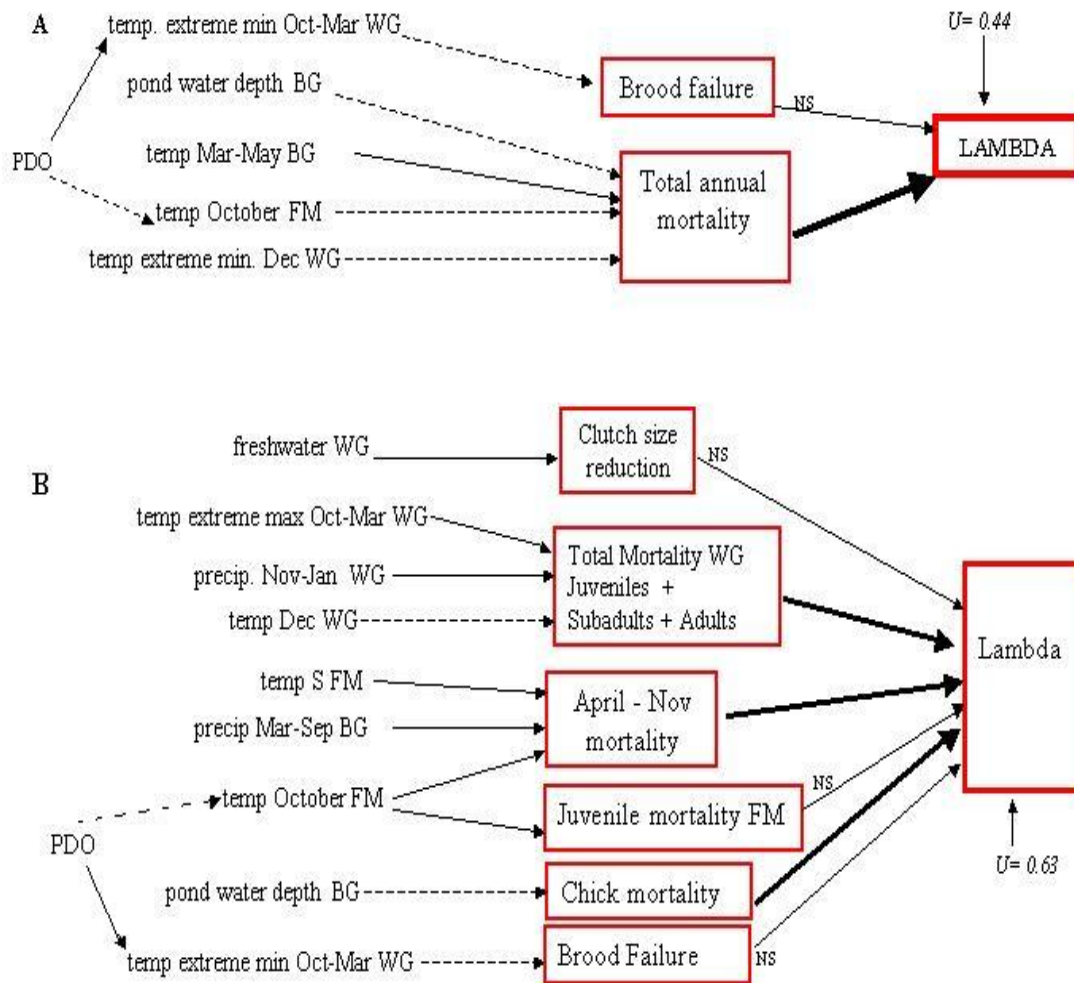 A
temp. extreme min Oct-Mar WG
U= 0.44
pond water depth BG
Brood failure
NS
PDO
temp Mar-May BG
LAMBDA
Total annual
mortality
temp October FM
temp extreme min. Dec WG
B
freshwater WG
Clutch size
reduction
NS
temp extreme max Oct-Mar WG
precip. Nov-Jan WG
temp Dec WG
Total Mortality WG
Juveniles +
Subadults + Adults
Lambda
temp S FM
precip Mar-Sep BG
April - Nov
mortality
temp October FM
Juvenile mortality FM
NS
PDO
U= 0.63
pond water depth BG
Chick mortality
temp extreme min Oct-Mar WG
Brood Failure
NS